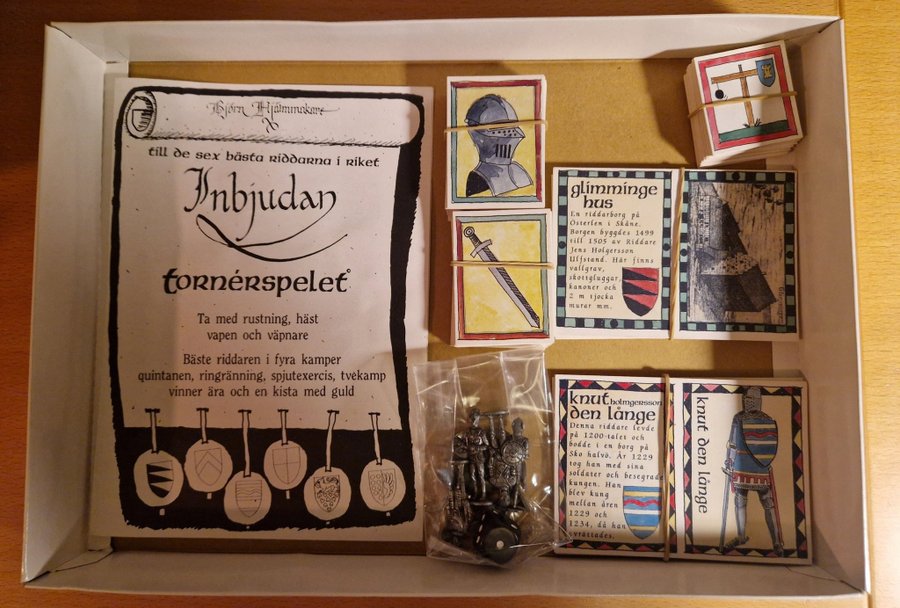 Björn Hjälmmakare
till de sex bästa riddarna i riket
Inbjudan
tornérspelet
Ta med rustning, häst
vapen och väpnare
Bäste riddaren i fyra kamper
quintanen, ringränning, spjutexercis, tvekamp
vinner ära och en kista med guld
glimminge
hus
En riddarborg på
Österlen i Skåne.
Borgen byggdes 1499
till 1505 av Riddare
Jens Holgersson
Ulfstand. Här finns
vallgrav,
skottgluggar,
kanoner och
2 m tjocka
murar mm.
knut holmgersson
den långe
Denna riddare levde
på 1200-talet och
bodde i en borg på
Sko halvö. År 1229
tog han med sina
soldater och besegrade
kungen. Han
blev kung
mellan åren
1229 och
1234, då han
avrättades.
knut den långe